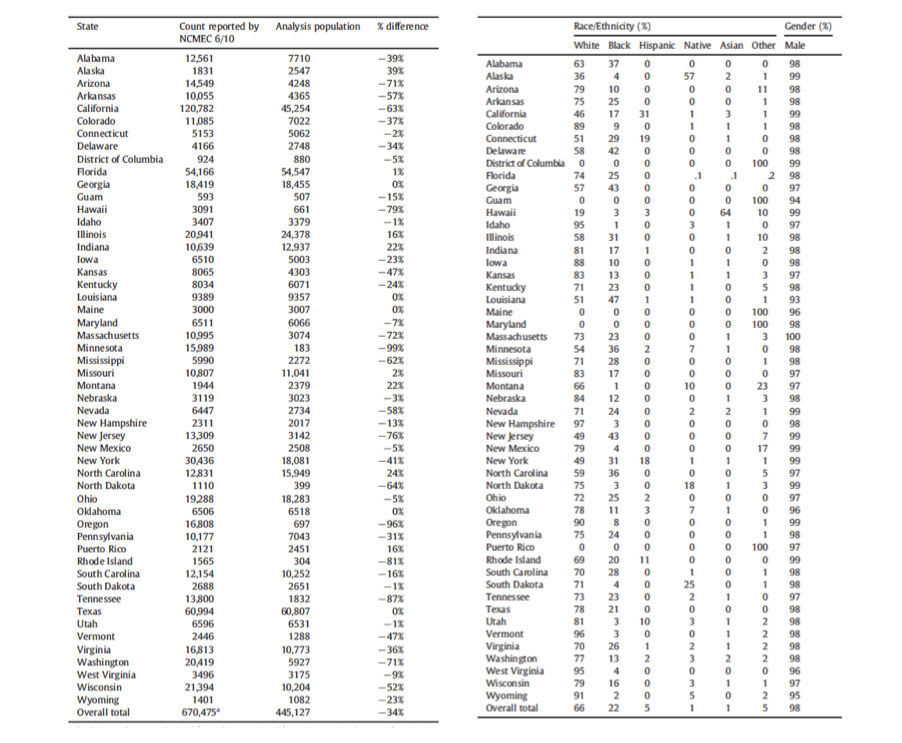 State Count reported by NCMEC 6/10 Analysis population % difference
Alabama 12,561 7710 −39%
Alaska 1831 2547 39%
Arizona 14,549 4248 −71%
Arkansas 10,055 4365 −57%
California 120,782 45,254 −63%
Colorado 11,085 7022 −37%
Connecticut 5153 5062 −2%
Delaware 4166 2748 −34%
District of Columbia 924 880 −5%
Florida 54,166 54,547 1%
Georgia 18,419 18,455 0%
Guam 593 507 −15%
Hawaii 3091 661 −79%
Idaho 3407 3379 −1%
Illinois 20,941 24,378 16%
Indiana 10,639 12,937 22%
Iowa 6510 5003 −23%
Kansas 8065 4303 −47%
Kentucky 8034 6071 −24%
Louisiana 9389 9357 0%
Maine 3000 3007 0%
Maryland 6511 6066 −7%
Massachusetts 10,995 3074 −72%
Minnesota 15,989 183 −99%
Mississippi 5990 2272 −62%
Missouri 10,807 11,041 2%
Montana 1944 2379 22%
Nebraska 3119 3023 −3%
Nevada 6447 2734 −58%
New Hampshire 2311 2017 −13%
New Jersey 13,309 3142 −76%
New Mexico 2650 2508 −5%
New York 30,436 18,081 −41%
North Carolina 12,831 15,949 24%
North Dakota 1110 399 −64%
Ohio 19,288 18,283 −5%
Oklahoma 6506 6518 0%
Oregon 16,808 697 −96%
Pennsylvania 10,177 7043 −31%
Puerto Rico 2121 2451 16%
Rhode Island 1565 304 −81%
South Carolina 12,154 10,252 −16%
South Dakota 2688 2651 −1%
Tennessee 13,800 1832 −87%
Texas 60,994 60,807 0%
Utah 6596 6531 −1%
Vermont 2446 1288 −47%
Virginia 16,813 10,773 −36%
Washington 20,419 5927 −71%
West Virginia 3496 3175 −9%
Wisconsin 21,394 10,204 −52%
Wyoming 1401 1082 −23%
Overall total 670,475ᵃ 445,127 −34%
Race/Ethnicity (%) Gender (%)
White Black Hispanic Native Asian Other Male
Alabama 63 37 0 0 0 0 98
Alaska 36 4 0 57 2 1 99
Arizona 79 10 0 0 0 11 98
Arkansas 75 25 0 0 0 1 98
California 46 17 31 1 3 1 99
Colorado 89 9 0 1 1 1 98
Connecticut 51 29 19 0 1 0 98
Delaware 58 42 0 0 0 0 98
District of Columbia 0 0 0 0 0 100 99
Florida 74 25 0 .1 .1 .2 98
Georgia 57 43 0 0 0 0 97
Guam 0 0 0 0 0 100 94
Hawaii 19 3 3 0 64 10 99
Idaho 95 1 0 3 1 0 97
Illinois 58 31 0 0 1 10 98
Indiana 81 17 1 0 0 2 98
Iowa 88 10 0 1 1 0 98
Kansas 83 13 0 1 1 3 97
Kentucky 71 23 0 1 0 5 98
Louisiana 51 47 1 1 0 1 93
Maine 0 0 0 0 0 100 96
Maryland 0 0 0 0 0 100 98
Massachusetts 73 23 0 0 1 3 100
Minnesota 54 36 2 7 1 0 98
Mississippi 71 28 0 0 0 1 98
Missouri 83 17 0 0 0 0 97
Montana 66 1 0 10 0 23 97
Nebraska 84 12 0 0 1 3 98
Nevada 71 24 0 2 2 1 99
New Hampshire 97 3 0 0 0 0 98
New Jersey 49 43 0 0 0 7 99
New Mexico 79 4 0 0 0 17 99
New York 49 31 18 1 1 1 99
North Carolina 59 36 0 0 0 5 97
North Dakota 75 3 0 18 1 3 99
Ohio 72 25 2 0 0 0 97
Oklahoma 78 11 3 7 1 0 96
Oregon 90 8 0 0 0 1 99
Pennsylvania 75 24 0 0 0 1 98
Puerto Rico 0 0 0 0 0 100 97
Rhode Island 69 20 11 0 0 0 99
South Carolina 70 28 0 1 0 1 98
South Dakota 71 4 0 25 0 1 98
Tennessee 73 23 0 2 1 0 97
Texas 78 21 0 0 0 0 98
Utah 81 3 10 3 1 2 98
Vermont 96 3 0 0 1 2 98
Virginia 70 26 1 2 1 2 98
Washington 77 13 2 3 2 2 98
West Virginia 95 4 0 0 0 0 96
Wisconsin 79 16 0 3 1 1 97
Wyoming 91 2 0 5 0 2 95
Overall total 66 22 5 1 1 5 98